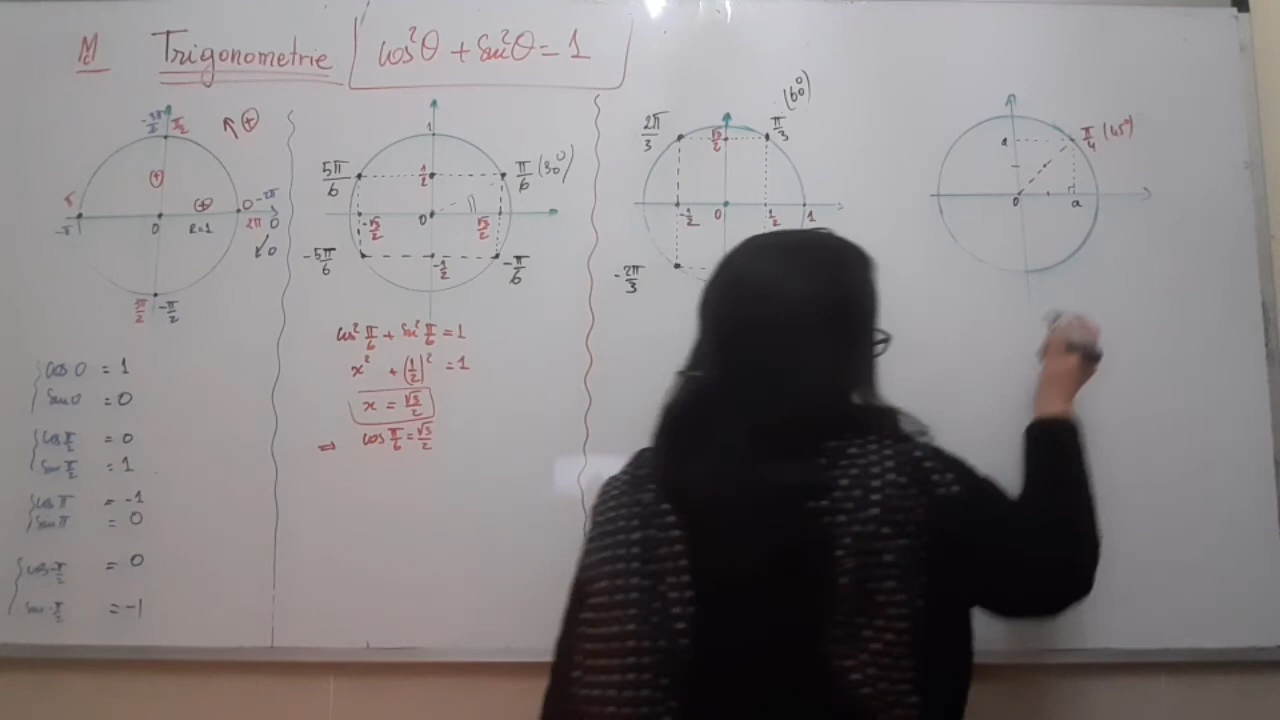 Trigonometrie
cos²θ + sin²θ = 1
-3π/2 π/2
⊕
⊕ ⊕
π
-π
0 -2π
2π 0
0 R=1
3π/2 -π/2
cos 0 = 1
sin 0 = 0
cos π/2 = 0
sin π/2 = 1
cos π = -1
sin π = 0
cos -π/2 = 0
sin -π/2 = -1
1
5π/6 1/2 π/6 (30°)
-√3/2 0 √3/2
-5π/6 -1/2 -π/6
cos² π/6 + sin² π/6 = 1
x² + (1/2)² = 1
x = √3/2
⇒ cos π/6 = √3/2
(60°)
2π/3 √3/2 π/3
-1/2 0 1/2 1
-2π/3
a π/4 (45°)
0 a